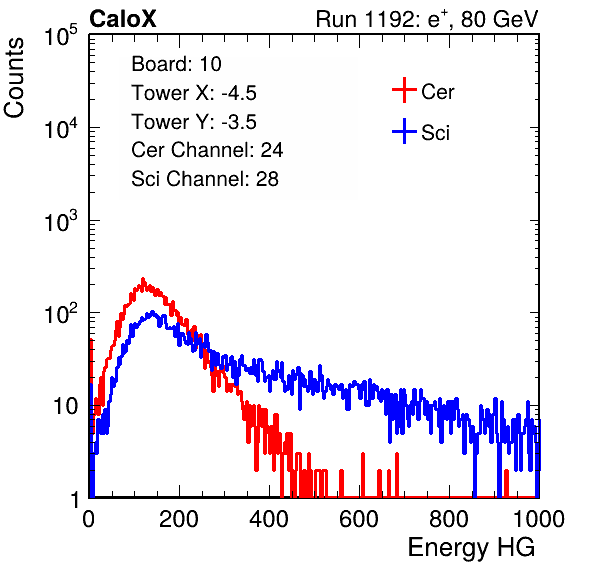 CaloX Run 1192: e⁺, 80 GeV
Counts
10⁵
10⁴
10³
10²
10
1
Board: 10
Tower X: -4.5
Tower Y: -3.5
Cer Channel: 24
Sci Channel: 28
Cer
Sci
0 200 400 600 800 1000
Energy HG